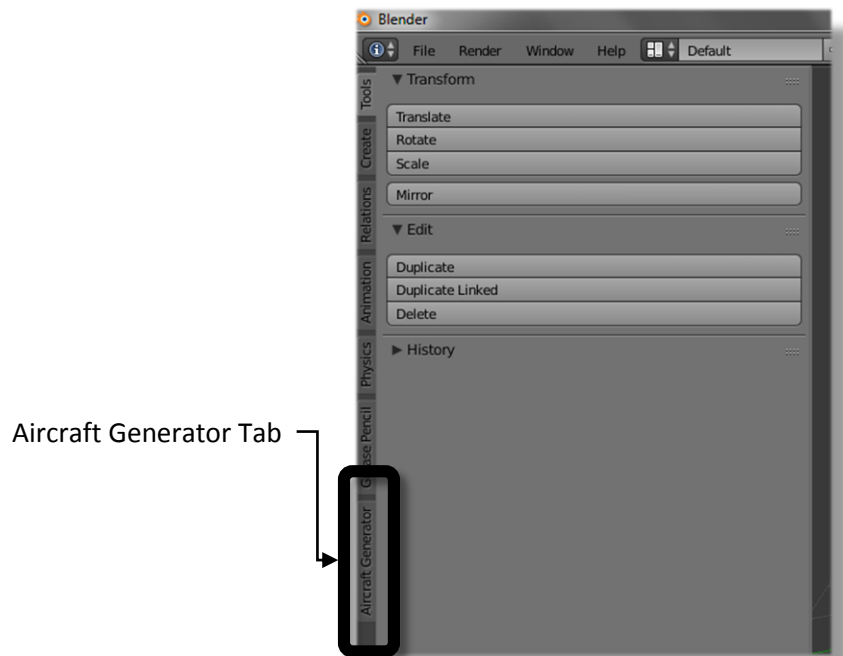 Blender
File Render Window Help Default
Tools
Create
Relations
Animation
Physics
Grease Pencil
Aircraft Generator
▼ Transform
Translate
Rotate
Scale
Mirror
▼ Edit
Duplicate
Duplicate Linked
Delete
▶ History
Aircraft Generator Tab